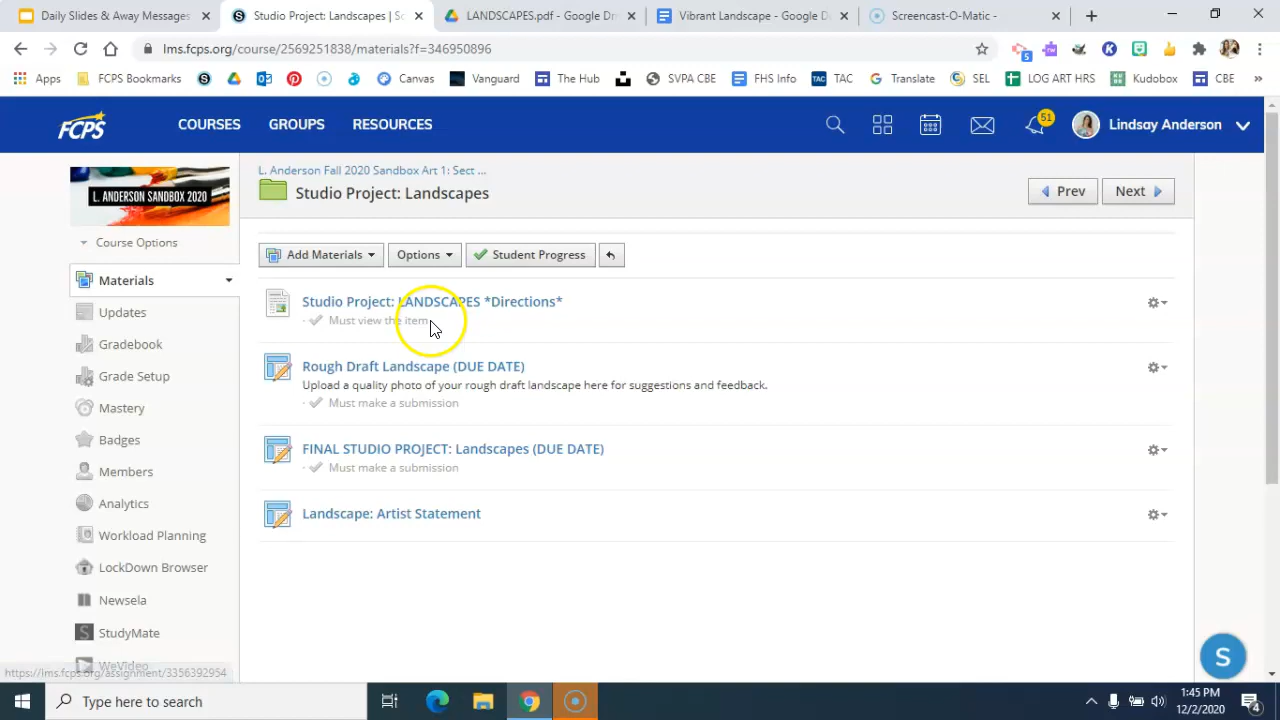 Daily Slides & Away Messages
Studio Project: Landscapes | Sc
LANDSCAPES.pdf - Google Dr
Vibrant Landscape - Google D
Screencast-O-Matic -
lms.fcps.org/course/2569251838/materials?f=346950896
5
Apps
FCPS Bookmarks
Canvas
Vanguard
The Hub
SVPA CBE
FHS Info
TAC
TAC
G
Translate
SEL
LOG ART HRS
Kudobox
CBE
»
FCPS
COURSES
GROUPS
RESOURCES
51
Lindsay Anderson
L. ANDERSON SANDBOX 2020
Course Options
Materials
Updates
Gradebook
Grade Setup
Mastery
Badges
Members
Analytics
Workload Planning
LockDown Browser
Newsela
StudyMate
WeVideo
L. Anderson Fall 2020 Sandbox Art 1: Sect ...
Studio Project: Landscapes
Prev
Next
Add Materials
Options
Student Progress
Studio Project: LANDSCAPES *Directions*
· Must view the item
Rough Draft Landscape (DUE DATE)
Upload a quality photo of your rough draft landscape here for suggestions and feedback.
· Must make a submission
FINAL STUDIO PROJECT: Landscapes (DUE DATE)
· Must make a submission
Landscape: Artist Statement
S
https://lms.fcps.org/assignment/3356392954
Type here to search
1:45 PM
12/2/2020
4